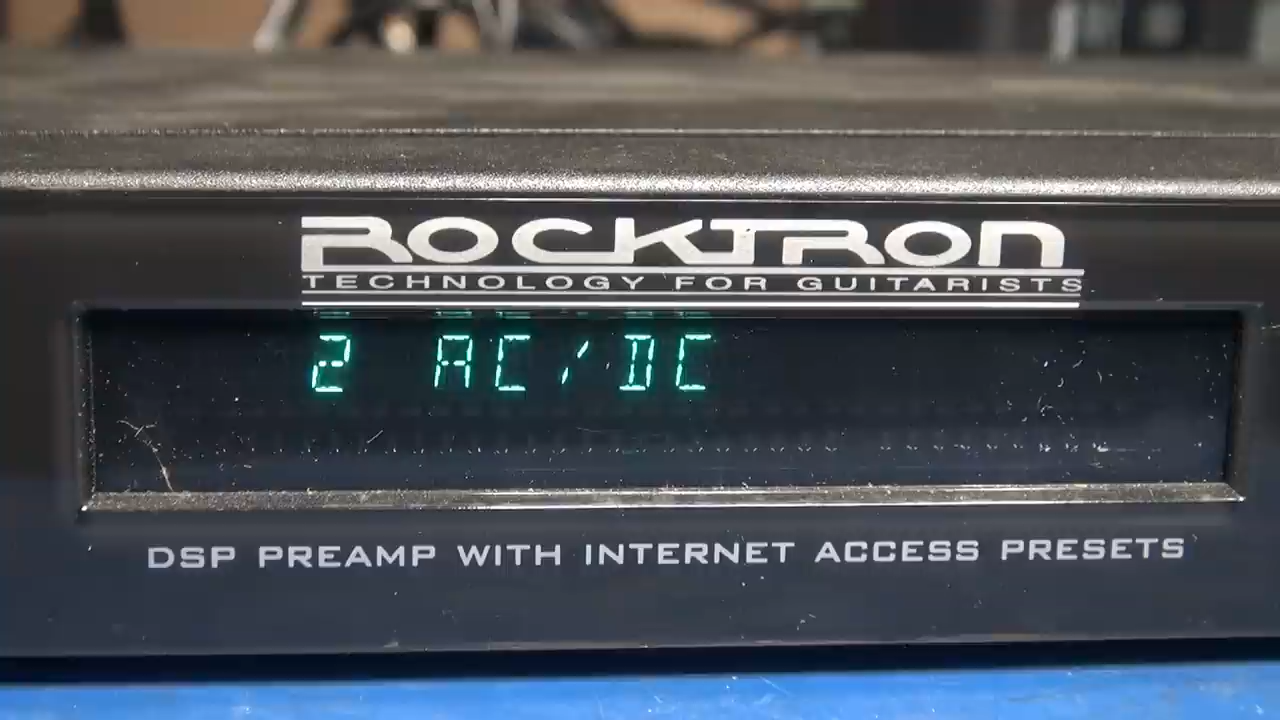 ROCKTRON
TECHNOLOGY FOR GUITARISTS
2 AC/DC
DSP PREAMP WITH INTERNET ACCESS PRESETS